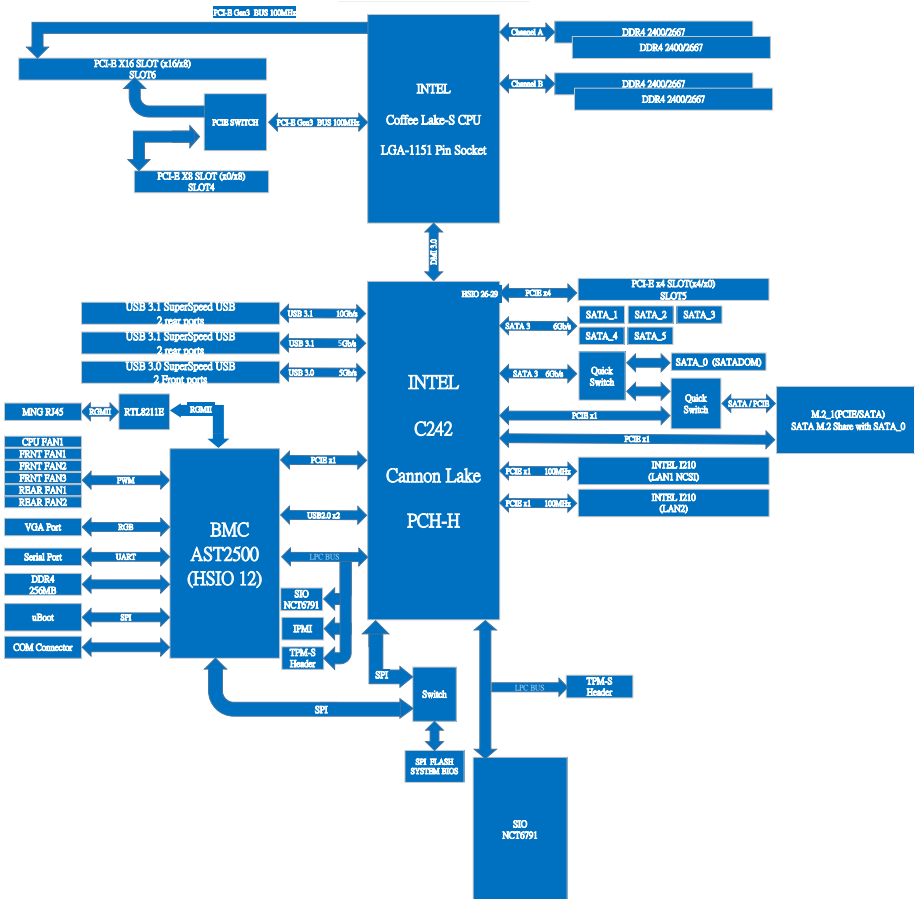 PCI-E Gen3 BUS 100MHz
PCI-E X16 SLOT (x16/x8)
SLOT6
PCIE SWITCH
PCI-E Gen3 BUS 100MHz
PCI-E X8 SLOT (x0/x8)
SLOT4
INTEL
Coffee Lake-S CPU
LGA-1151 Pin Socket
Channel A
DDR4 2400/2667
DDR4 2400/2667
Channel B
DDR4 2400/2667
DDR4 2400/2667
DMI 3.0
HSIO 26-29
PCIE x4
PCI-E x4 SLOT(x4/x0)
SLOT5
USB 3.1 SuperSpeed USB
2 rear ports
USB 3.1 10Gb/s
USB 3.1 SuperSpeed USB
2 rear ports
USB 3.1 5Gb/s
USB 3.0 SuperSpeed USB
2 Front ports
USB 3.0 5Gb/s
SATA 3 6Gb/s
SATA_1
SATA_2
SATA_3
SATA_4
SATA_5
SATA 3 6Gb/s
Quick
Switch
SATA_0 (SATADOM)
Quick
Switch
SATA / PCIE
M.2_1(PCIE/SATA)
SATA M.2 Share with SATA_0
PCIE x1
PCIE x1
PCIE x1 100MHz
INTEL I210
(LAN1 NCSI)
PCIE x1 100MHz
INTEL I210
(LAN2)
INTEL
C242
Cannon Lake
PCH-H
MNG RJ45
RGMII
RTL8211E
RGMII
CPU FAN1
FRNT FAN1
FRNT FAN2
FRNT FAN3
REAR FAN1
REAR FAN2
PWM
VGA Port
RGB
Serial Port
UART
DDR4
256MB
uBoot
SPI
COM Connector
BMC
AST2500
(HSIO 12)
PCIE x1
USB2.0 x2
LPC BUS
SIO
NCT6791
IPMI
TPM-S
Header
SPI
SPI
Switch
SPI FLASH
SYSTEM BIOS
LPC BUS
TPM-S
Header
SIO
NCT6791